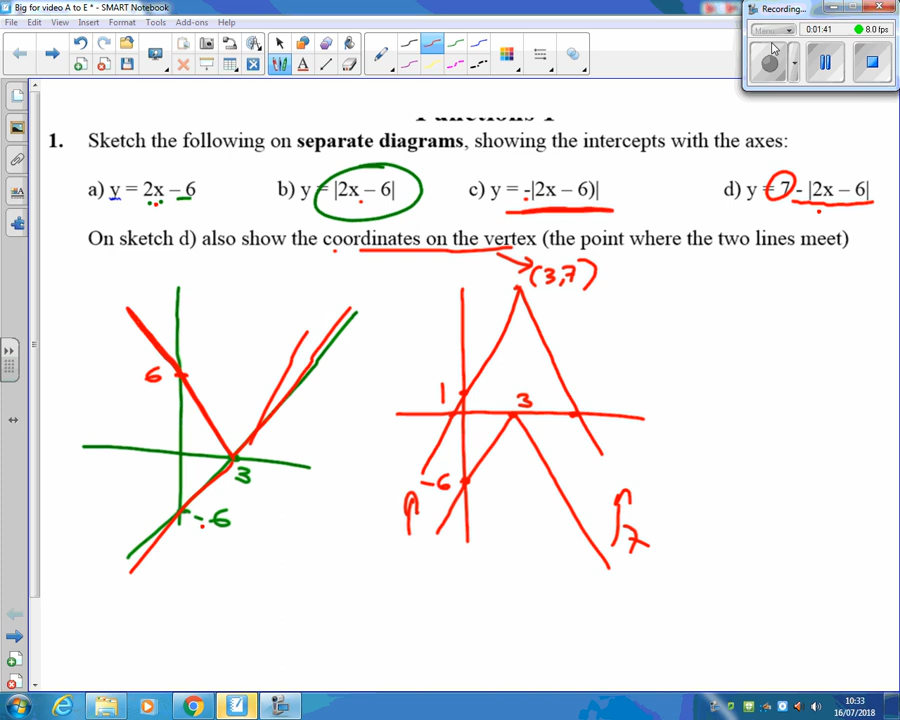 Big for video A to E * - SMART Notebook
Recording...
File Edit View Insert Format Tools Add-ons Help
Menu 0:01:41 8.0 fps
1. Sketch the following on separate diagrams, showing the intercepts with the axes:
a) y = 2x – 6 b) y = |2x – 6| c) y = -|2x – 6)| d) y = 7 - |2x – 6|
On sketch d) also show the coordinates on the vertex (the point where the two lines meet)
(3,7)
6
1
3
3
-6
-6
7
10:33
16/07/2018